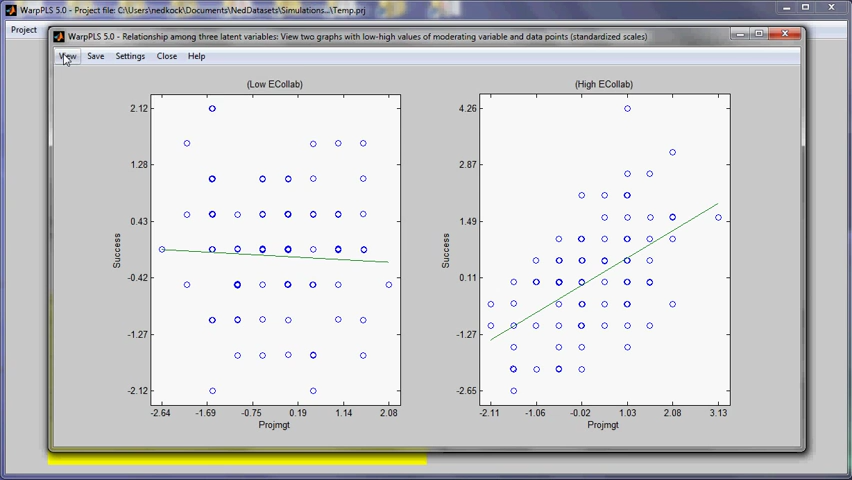 WarpPLS 5.0 - Project file: C:\Users\nedkock\Documents\NedDatasets\Simulations...\Temp.prj
Project
WarpPLS 5.0 - Relationship among three latent variables: View two graphs with low-high values of moderating variable and data points (standardized scales)
View Save Settings Close Help
(Low ECollab)
2.12
1.28
0.43
-0.42
-1.27
-2.12
Success
-2.64 -1.69 -0.75 0.19 1.14 2.08
Projmgt
(High ECollab)
4.26
2.87
1.49
0.11
-1.27
-2.65
Success
-2.11 -1.06 -0.02 1.03 2.08 3.13
Projmgt